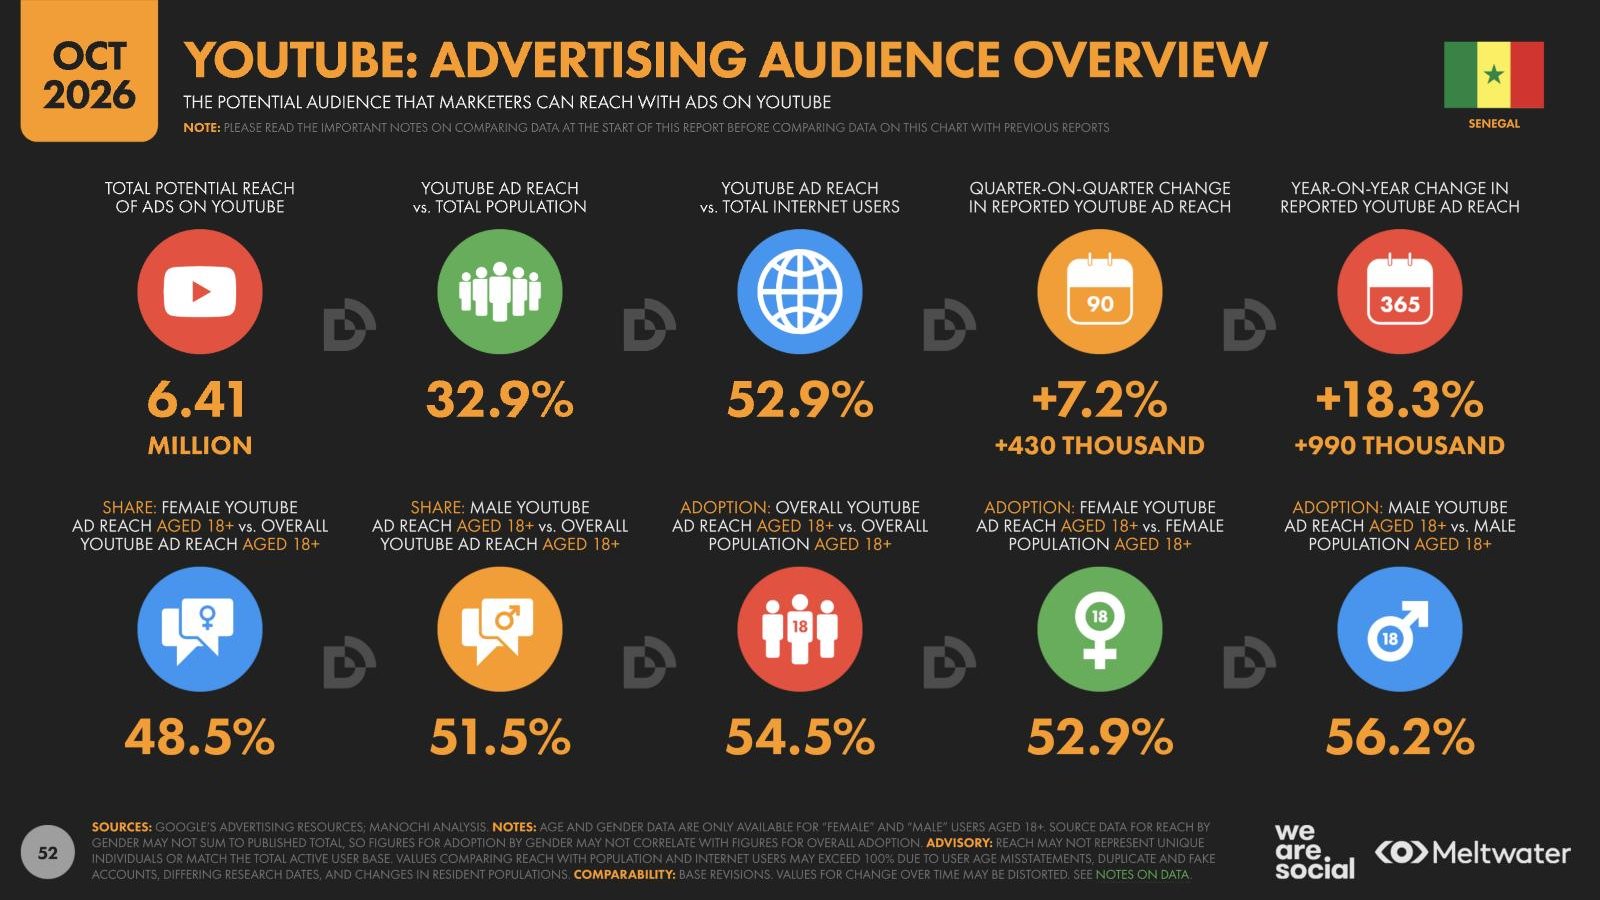 OCT
2026
YOUTUBE: ADVERTISING AUDIENCE OVERVIEW
THE POTENTIAL AUDIENCE THAT MARKETERS CAN REACH WITH ADS ON YOUTUBE
NOTE: PLEASE READ THE IMPORTANT NOTES ON COMPARING DATA AT THE START OF THIS REPORT BEFORE COMPARING DATA ON THIS CHART WITH PREVIOUS REPORTS
SENEGAL
TOTAL POTENTIAL REACH
OF ADS ON YOUTUBE
6.41
MILLION
YOUTUBE AD REACH
vs. TOTAL POPULATION
32.9%
YOUTUBE AD REACH
vs. TOTAL INTERNET USERS
52.9%
QUARTER-ON-QUARTER CHANGE
IN REPORTED YOUTUBE AD REACH
90
+7.2%
+430 THOUSAND
YEAR-ON-YEAR CHANGE IN
REPORTED YOUTUBE AD REACH
365
+18.3%
+990 THOUSAND
SHARE: FEMALE YOUTUBE
AD REACH AGED 18+ vs. OVERALL
YOUTUBE AD REACH AGED 18+
48.5%
SHARE: MALE YOUTUBE
AD REACH AGED 18+ vs. OVERALL
YOUTUBE AD REACH AGED 18+
51.5%
ADOPTION: OVERALL YOUTUBE
AD REACH AGED 18+ vs. OVERALL
POPULATION AGED 18+
18
54.5%
ADOPTION: FEMALE YOUTUBE
AD REACH AGED 18+ vs. FEMALE
POPULATION AGED 18+
18
52.9%
ADOPTION: MALE YOUTUBE
AD REACH AGED 18+ vs. MALE
POPULATION AGED 18+
18
56.2%
52
SOURCES: GOOGLE'S ADVERTISING RESOURCES; MANOCHI ANALYSIS. NOTES: AGE AND GENDER DATA ARE ONLY AVAILABLE FOR "FEMALE" AND "MALE" USERS AGED 18+. SOURCE DATA FOR REACH BY
GENDER MAY NOT SUM TO PUBLISHED TOTAL, SO FIGURES FOR ADOPTION BY GENDER MAY NOT CORRELATE WITH FIGURES FOR OVERALL ADOPTION. ADVISORY: REACH MAY NOT REPRESENT UNIQUE
INDIVIDUALS OR MATCH THE TOTAL ACTIVE USER BASE. VALUES COMPARING REACH WITH POPULATION AND INTERNET USERS MAY EXCEED 100% DUE TO USER AGE MISSTATEMENTS, DUPLICATE AND FAKE
ACCOUNTS, DIFFERING RESEARCH DATES, AND CHANGES IN RESIDENT POPULATIONS. COMPARABILITY: BASE REVISIONS. VALUES FOR CHANGE OVER TIME MAY BE DISTORTED. SEE NOTES ON DATA.
we
are
social
Meltwater